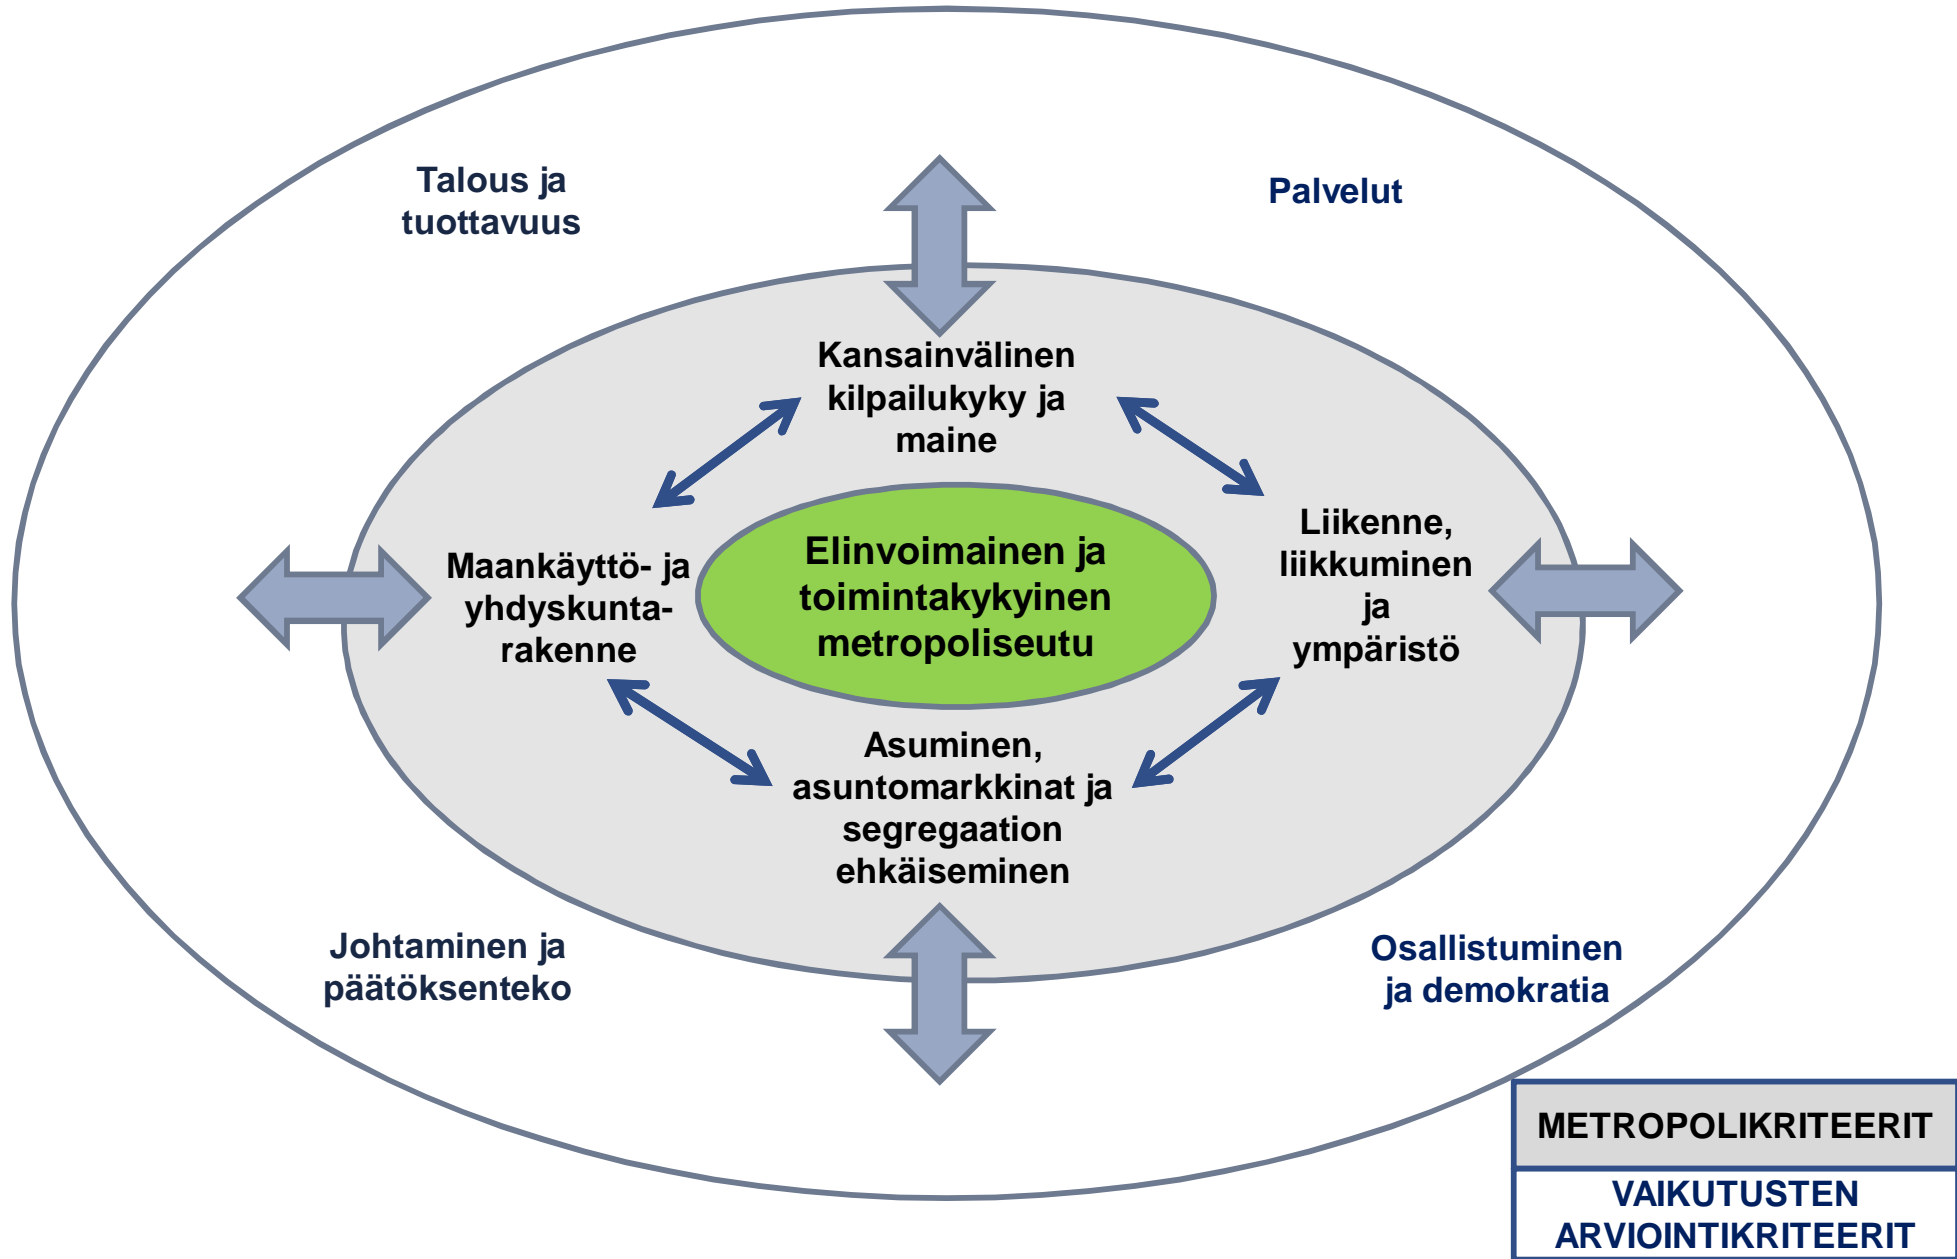 Talous ja
tuottavuus
Palvelut
Kansainvälinen
kilpailukyky ja
maine
Maankäyttö- ja
yhdyskunta-
rakenne
Elinvoimainen ja
toimintakykyinen
metropoliseutu
Liikenne,
liikkuminen
ja
ympäristö
Asuminen,
asuntomarkkinat ja
segregaation
ehkäiseminen
Johtaminen ja
päätöksenteko
Osallistuminen
ja demokratia
METROPOLIKRITEERIT
VAIKUTUSTEN
ARVIOINTIKRITEERIT